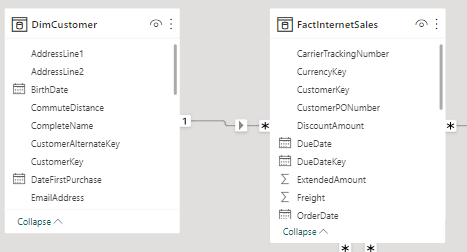 DimCustomer
AddressLine1
AddressLine2
BirthDate
CommuteDistance
CompleteName
CustomerAlternateKey
CustomerKey
DateFirstPurchase
EmailAddress
Collapse
1
*
FactInternetSales
CarrierTrackingNumber
CurrencyKey
CustomerKey
CustomerPONumber
DiscountAmount
DueDate
DueDateKey
ExtendedAmount
Freight
OrderDate
Collapse
*
* *